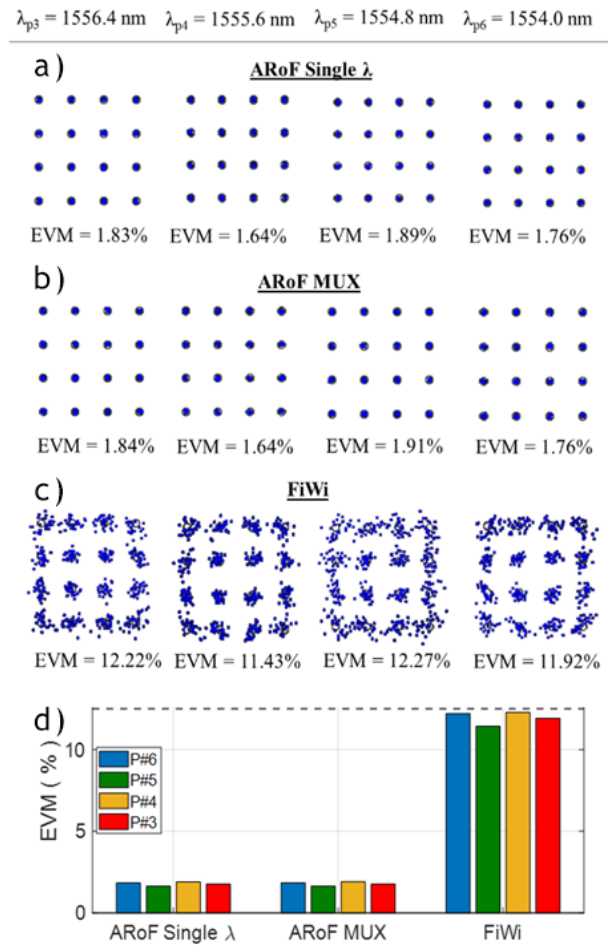 λp3 = 1556.4 nm λp4 = 1555.6 nm λp5 = 1554.8 nm λp6 = 1554.0 nm
a)
ARoF Single λ
EVM = 1.83% EVM = 1.64% EVM = 1.89% EVM = 1.76%
b)
ARoF MUX
EVM = 1.84% EVM = 1.64% EVM = 1.91% EVM = 1.76%
c)
FiWi
EVM = 12.22% EVM = 11.43% EVM = 12.27% EVM = 11.92%
d)
EVM ( % )
10
5
0
P#6
P#5
P#4
P#3
ARoF Single λ ARoF MUX FiWi